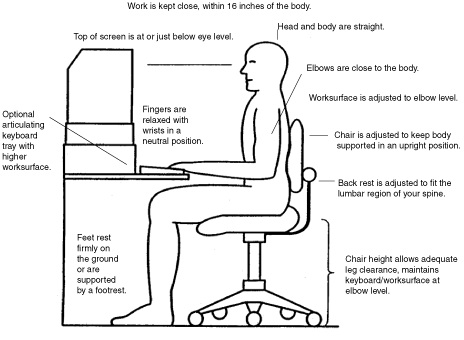 Work is kept close, within 16 inches of the body.
Head and body are straight.
Top of screen is at or just below eye level.
Elbows are close to the body.
Worksurface is adjusted to elbow level.
Optional
articulating
keyboard
tray with
higher
worksurface.
Fingers are
relaxed with
wrists in a
neutral position.
Chair is adjusted to keep body
supported in an upright position.
Back rest is adjusted to fit the
lumbar region of your spine.
Feet rest
firmly on
the ground
or are
supported
by a footrest.
Chair height allows adequate
leg clearance, maintains
keyboard/worksurface at
elbow level.